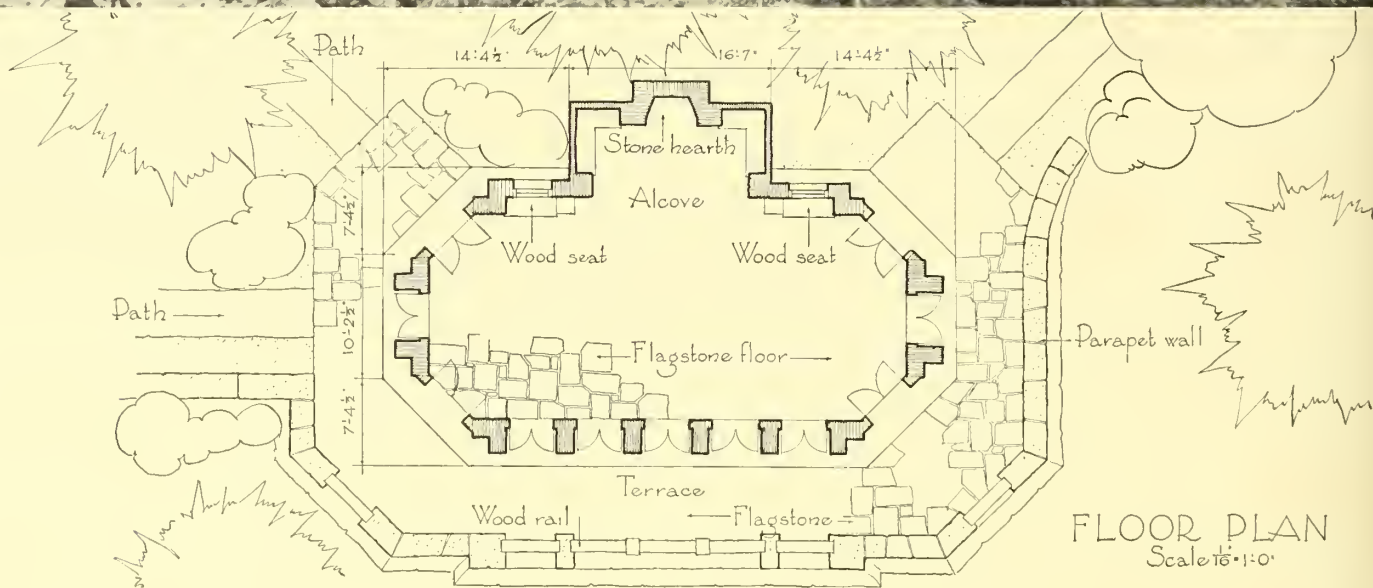 Path
14'-4½"
16'-7"
14'-4½"
Stone hearth
Alcove
7'-4½"
Wood seat
Wood seat
Path
10'-2½"
Flagstone floor
Parapet wall
7'-4½"
Terrace
Wood rail
Flagstone
FLOOR PLAN
Scale 1/16"=1'-0"